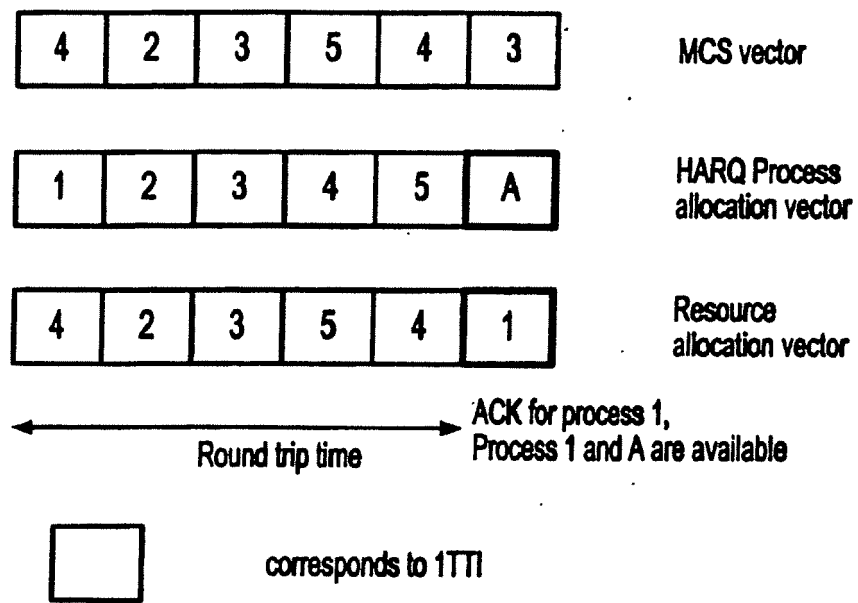 4 2 3 5 4 3 MCS vector
1 2 3 4 5 A HARQ Process
allocation vector
4 2 3 5 4 1 Resource
allocation vector
Round trip time
ACK for process 1,
Process 1 and A are available
corresponds to 1TTI